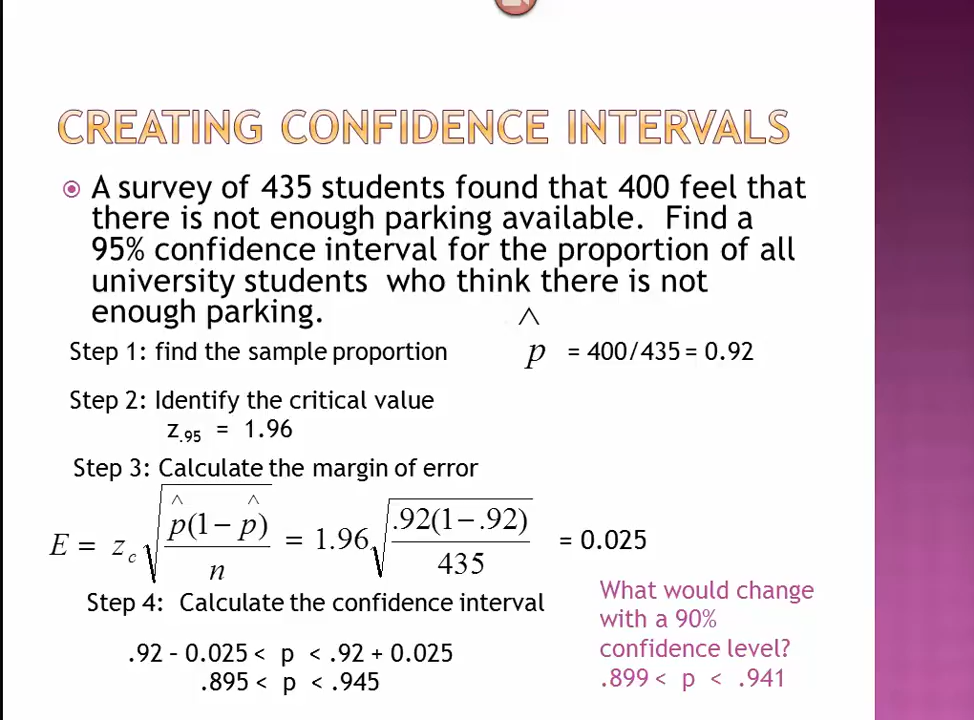 CREATING CONFIDENCE INTERVALS
A survey of 435 students found that 400 feel that
there is not enough parking available. Find a
95% confidence interval for the proportion of all
university students who think there is not
enough parking.
Step 1: find the sample proportion p̂ = 400/435 = 0.92
Step 2: Identify the critical value
z.95 = 1.96
Step 3: Calculate the margin of error
E = z_c √(p̂(1 − p̂)/n) = 1.96 √(.92(1 − .92)/435) = 0.025
Step 4: Calculate the confidence interval
.92 – 0.025 < p < .92 + 0.025
.895 < p < .945
What would change
with a 90%
confidence level?
.899 < p < .941